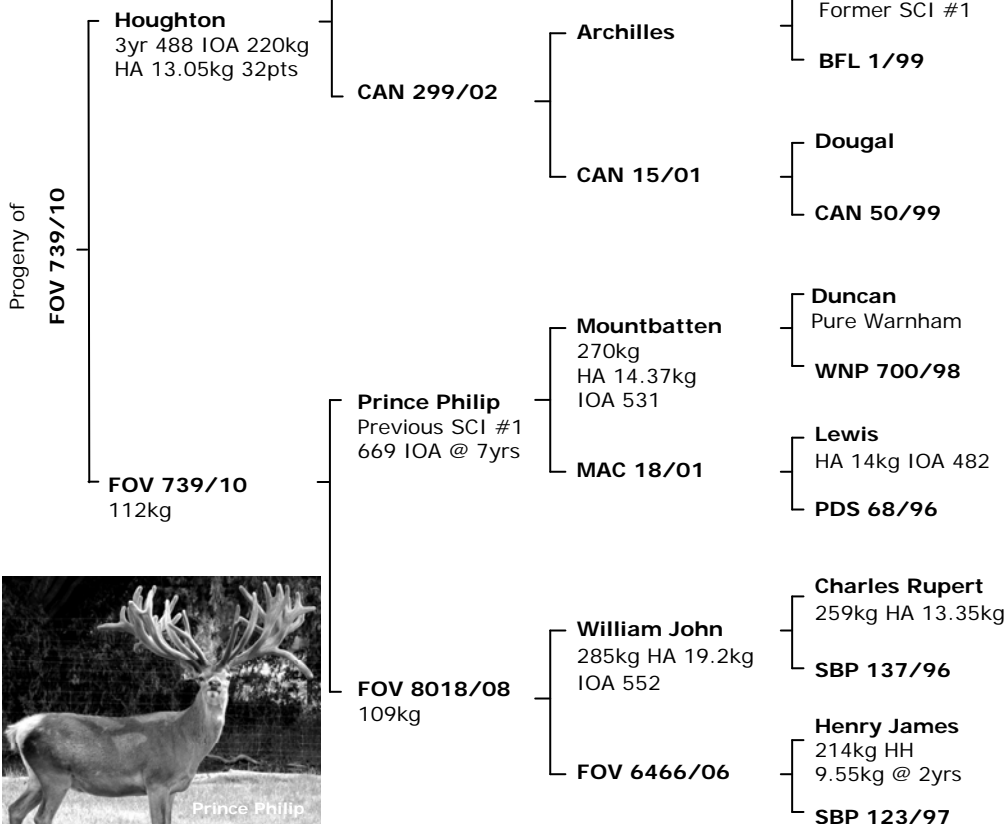 Progeny of
FOV 739/10
Houghton
3yr 488 IOA 220kg
HA 13.05kg 32pts
CAN 299/02
Archilles
Former SCI #1
BFL 1/99
CAN 15/01
Dougal
CAN 50/99
FOV 739/10
112kg
Prince Philip
Previous SCI #1
669 IOA @ 7yrs
Mountbatten
270kg
HA 14.37kg
IOA 531
Duncan
Pure Warnham
WNP 700/98
MAC 18/01
Lewis
HA 14kg IOA 482
PDS 68/96
FOV 8018/08
109kg
William John
285kg HA 19.2kg
IOA 552
Charles Rupert
259kg HA 13.35kg
SBP 137/96
FOV 6466/06
Henry James
214kg HH
9.55kg @ 2yrs
SBP 123/97
Prince Philip